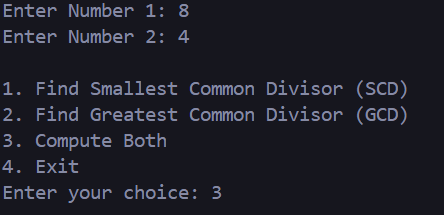 Enter Number 1: 8
Enter Number 2: 4
1. Find Smallest Common Divisor (SCD)
2. Find Greatest Common Divisor (GCD)
3. Compute Both
4. Exit
Enter your choice: 3